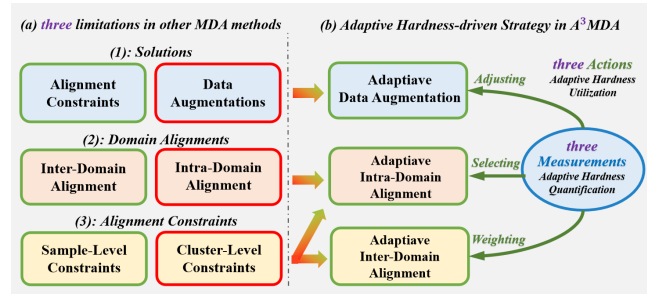 (a) three limitations in other MDA methods
(b) Adaptive Hardness-driven Strategy in A³MDA
(1): Solutions
Alignment
Constraints
Data
Augmentations
Adaptiave
Data Augmentation
Adjusting
three Actions
Adaptive Hardness
Utilization
(2): Domain Alignments
Inter-Domain
Alignment
Intra-Domain
Alignment
Adaptiave
Intra-Domain
Alignment
Selecting
three
Measurements
Adaptive Hardness
Quantification
(3): Alignment Constraints
Sample-Level
Constraints
Cluster-Level
Constraints
Adaptiave
Inter-Domain
Alignment
Weighting